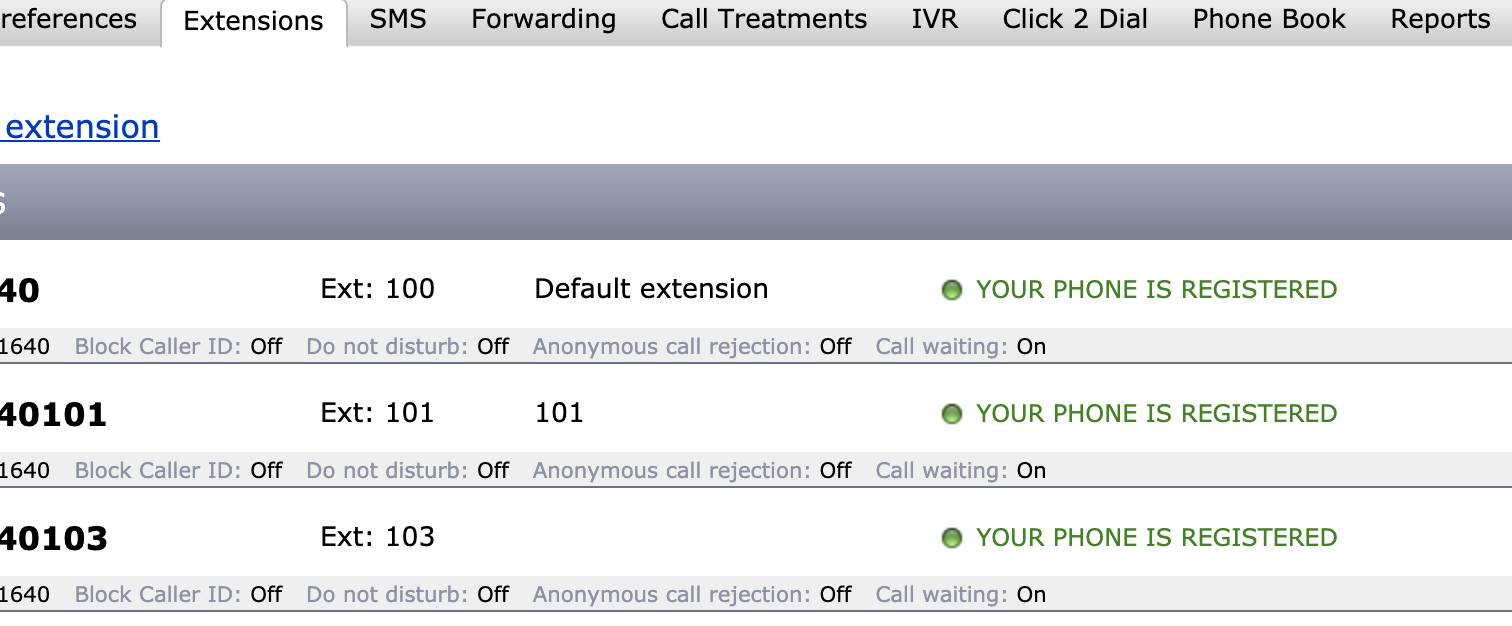 references Extensions SMS Forwarding Call Treatments IVR Click 2 Dial Phone Book Reports
extension
s
40 Ext: 100 Default extension YOUR PHONE IS REGISTERED
1640 Block Caller ID: Off Do not disturb: Off Anonymous call rejection: Off Call waiting: On
40101 Ext: 101 101 YOUR PHONE IS REGISTERED
1640 Block Caller ID: Off Do not disturb: Off Anonymous call rejection: Off Call waiting: On
40103 Ext: 103 YOUR PHONE IS REGISTERED
1640 Block Caller ID: Off Do not disturb: Off Anonymous call rejection: Off Call waiting: On